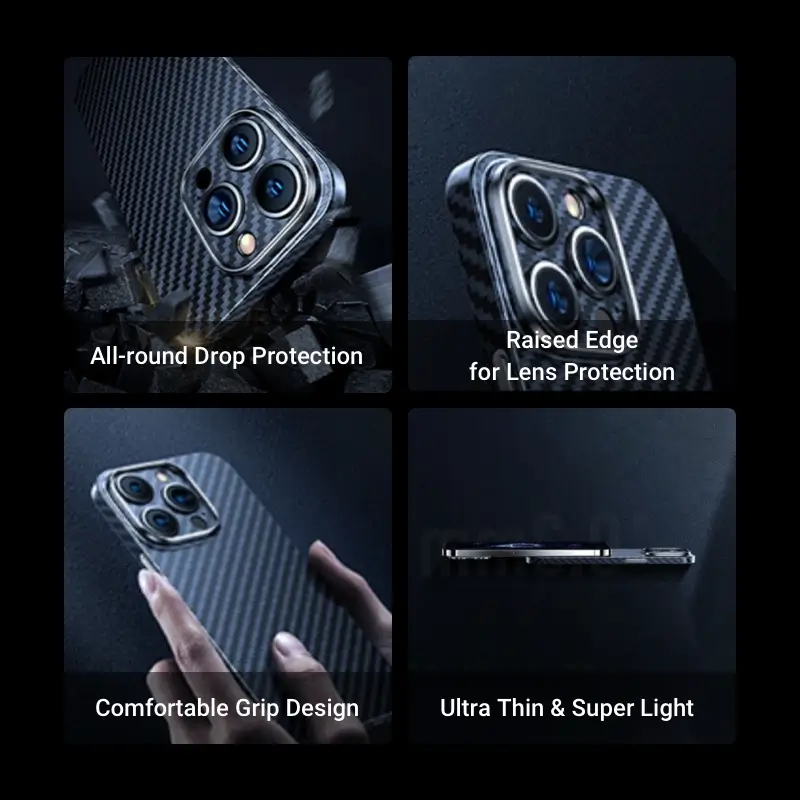 All-round Drop Protection
Raised Edge
for Lens Protection
Comfortable Grip Design
Ultra Thin & Super Light